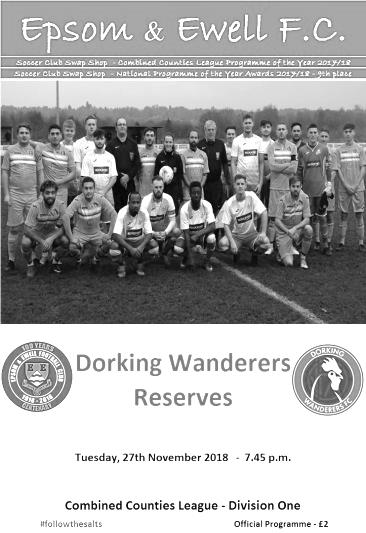 Epsom & Ewell F.C.
Soccer Club Swap Shop - Combined Counties League Programme of the Year 2017/18
Soccer Club Swap Shop - National Programme of the Year Awards 2017/18 - 9th place
100 YEARS
EPSOM & EWELL FOOTBALL CLUB
1918 - 2018
CENTENARY
Dorking Wanderers
Reserves
DORKING
WANDERERS FC
Tuesday, 27th November 2018 - 7.45 p.m.
Combined Counties League - Division One
#followthesalts
Official Programme - £2